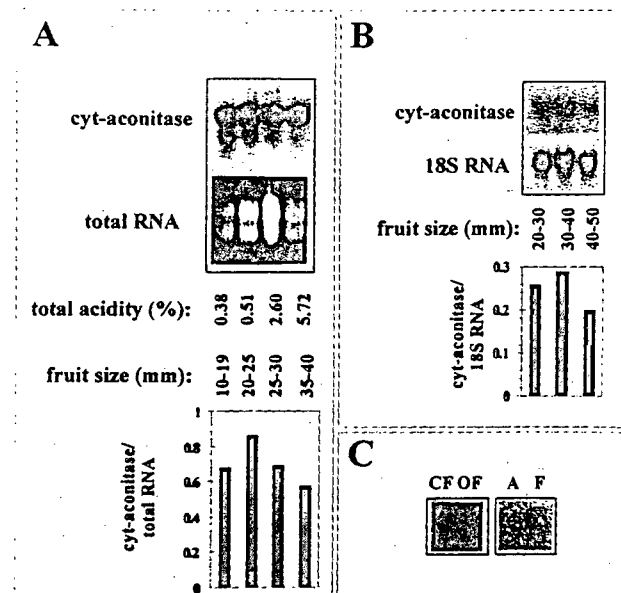 A
cyt-aconitase
total RNA
total acidity (%): 0.38 0.51 2.60 5.72
fruit size (mm): 10-19 20-25 25-30 35-40
cyt-aconitase/
total RNA
1
0.8
0.6
0.4
0.2
0
B
cyt-aconitase
18S RNA
fruit size (mm): 20-30 30-40 40-50
cyt-aconitase/
18S RNA
0.3
0.2
0.1
0
C
CF OF A F